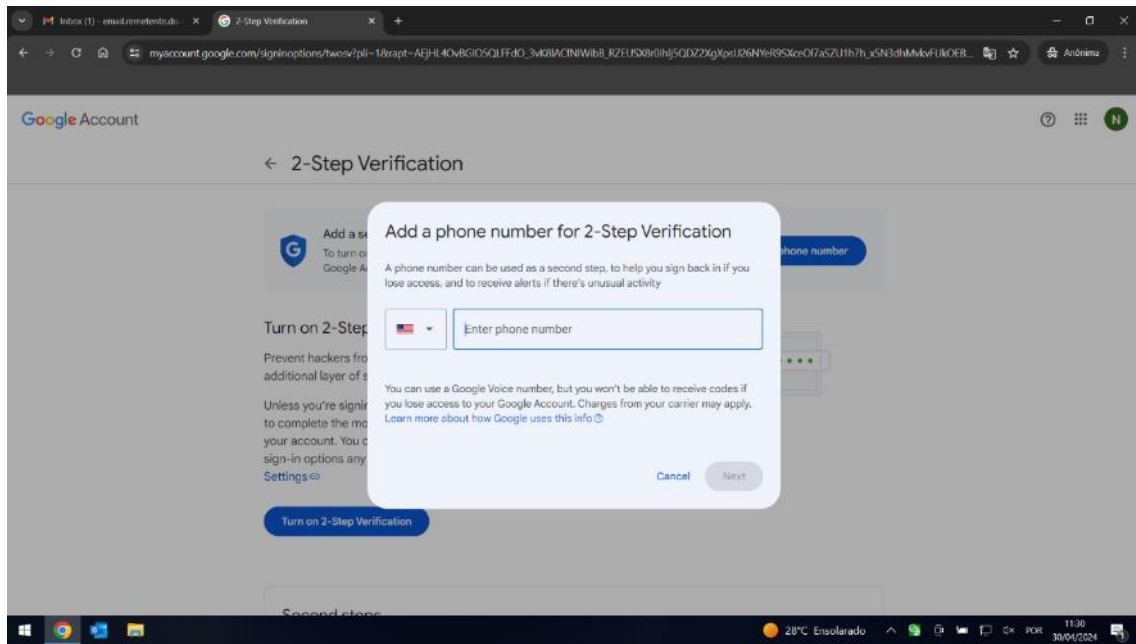 Inbox (1) - email.remetente.do
2-Step Verification
myaccount.google.com/signinoptions/twosv?pli=1&rapt=
Anônima
Google Account
N
2-Step Verification
Add a se
To turn o
Google A
phone number
Add a phone number for 2-Step Verification
A phone number can be used as a second step, to help you sign back in if you
lose access, and to receive alerts if there's unusual activity
Enter phone number
You can use a Google Voice number, but you won't be able to receive codes if
you lose access to your Google Account. Charges from your carrier may apply.
Learn more about how Google uses this info
Cancel
Next
Turn on 2-Step
Prevent hackers fro
additional layer of s
Unless you're signin
to complete the mo
your account. You c
sign-in options any
Settings
Turn on 2-Step Verification
Second steps
28°C Ensolarado
POR
11:30
30/04/2024